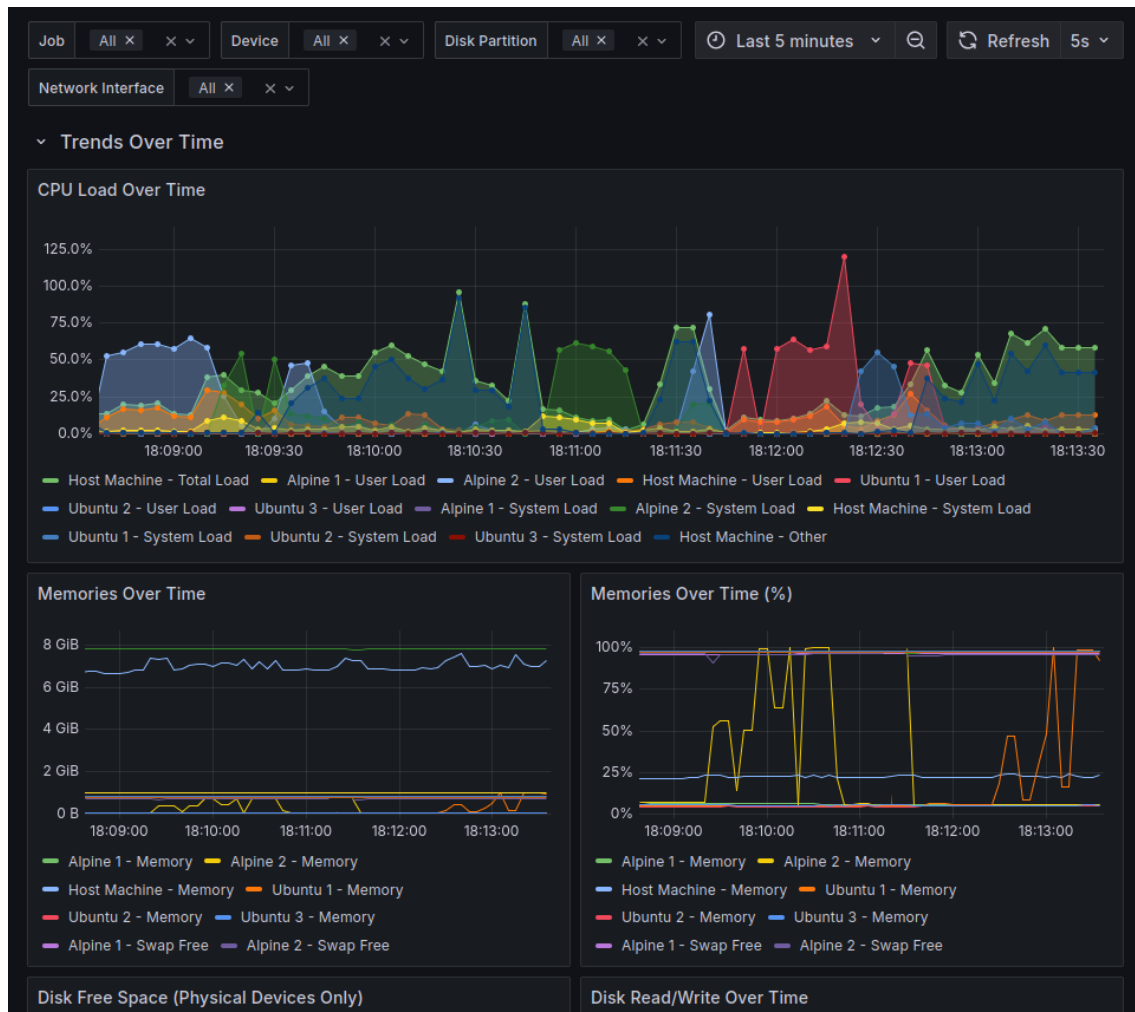 Job All × × Device All × × Disk Partition All × × Last 5 minutes Refresh 5s
Network Interface All × ×
Trends Over Time
CPU Load Over Time
125.0%
100.0%
75.0%
50.0%
25.0%
0.0%
18:09:00 18:09:30 18:10:00 18:10:30 18:11:00 18:11:30 18:12:00 18:12:30 18:13:00 18:13:30
Host Machine - Total Load Alpine 1 - User Load Alpine 2 - User Load Host Machine - User Load Ubuntu 1 - User Load
Ubuntu 2 - User Load Ubuntu 3 - User Load Alpine 1 - System Load Alpine 2 - System Load Host Machine - System Load
Ubuntu 1 - System Load Ubuntu 2 - System Load Ubuntu 3 - System Load Host Machine - Other
Memories Over Time
8 GiB
6 GiB
4 GiB
2 GiB
0 B
18:09:00 18:10:00 18:11:00 18:12:00 18:13:00
Alpine 1 - Memory Alpine 2 - Memory
Host Machine - Memory Ubuntu 1 - Memory
Ubuntu 2 - Memory Ubuntu 3 - Memory
Alpine 1 - Swap Free Alpine 2 - Swap Free
Memories Over Time (%)
100%
75%
50%
25%
0%
18:09:00 18:10:00 18:11:00 18:12:00 18:13:00
Alpine 1 - Memory Alpine 2 - Memory
Host Machine - Memory Ubuntu 1 - Memory
Ubuntu 2 - Memory Ubuntu 3 - Memory
Alpine 1 - Swap Free Alpine 2 - Swap Free
Disk Free Space (Physical Devices Only)
Disk Read/Write Over Time